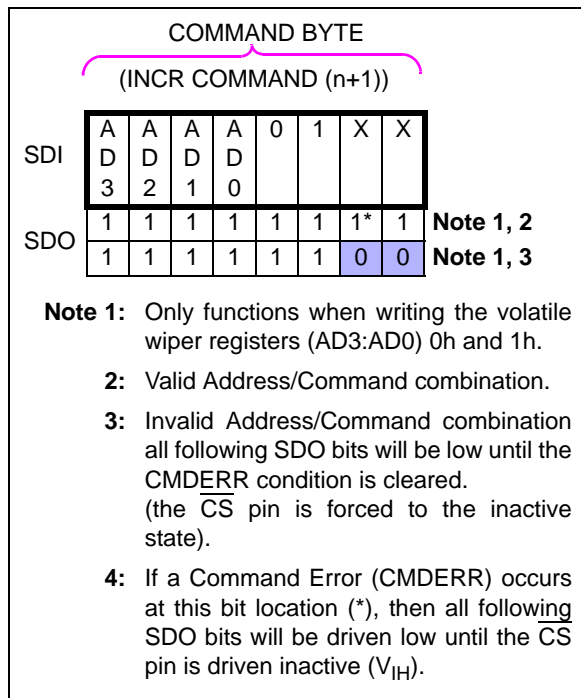 COMMAND BYTE
(INCR COMMAND (n+1))
SDI
A A A A 0 1 X X
D D D D
3 2 1 0
SDO
1 1 1 1 1 1 1* 1 Note 1, 2
1 1 1 1 1 1 0 0 Note 1, 3
Note 1: Only functions when writing the volatile
wiper registers (AD3:AD0) 0h and 1h.
2: Valid Address/Command combination.
3: Invalid Address/Command combination
all following SDO bits will be low until the
CMDERR condition is cleared.
(the CS pin is forced to the inactive
state).
4: If a Command Error (CMDERR) occurs
at this bit location (*), then all following
SDO bits will be driven low until the CS
pin is driven inactive (VIH).